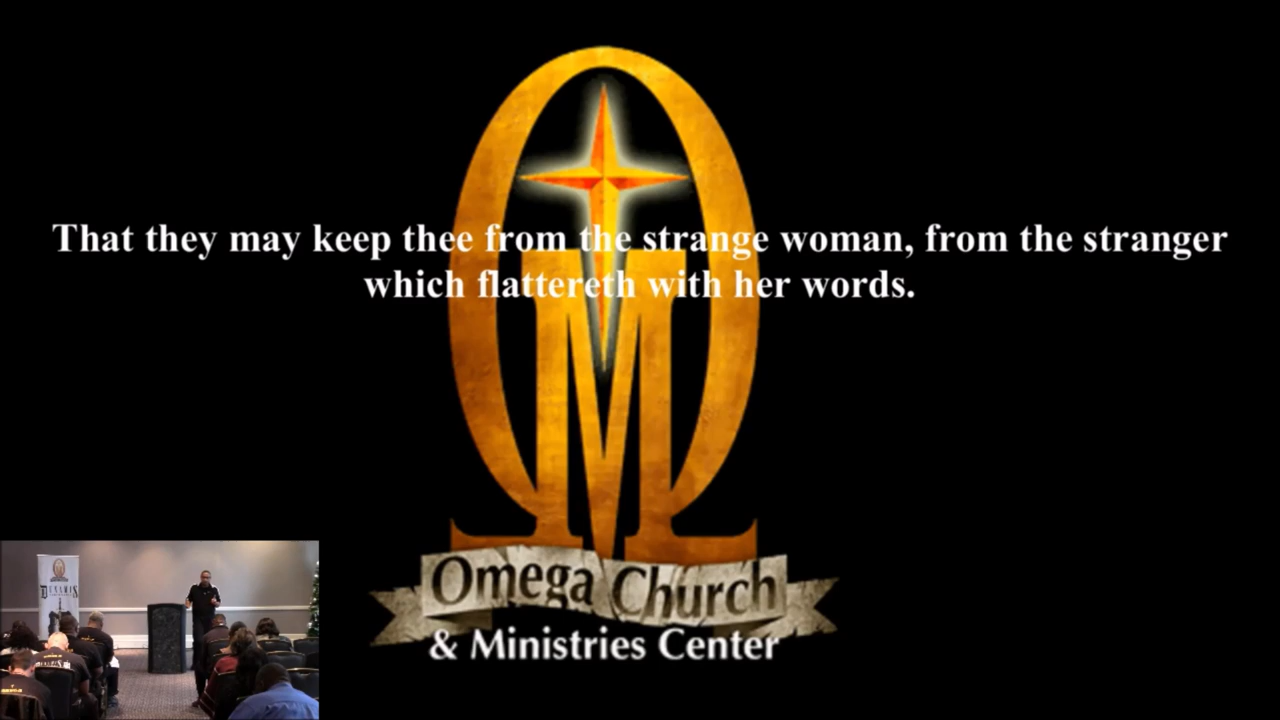 That they may keep thee from the strange woman, from the stranger
which flattereth with her words.
Omega Church
& Ministries Center
DUNAMIS